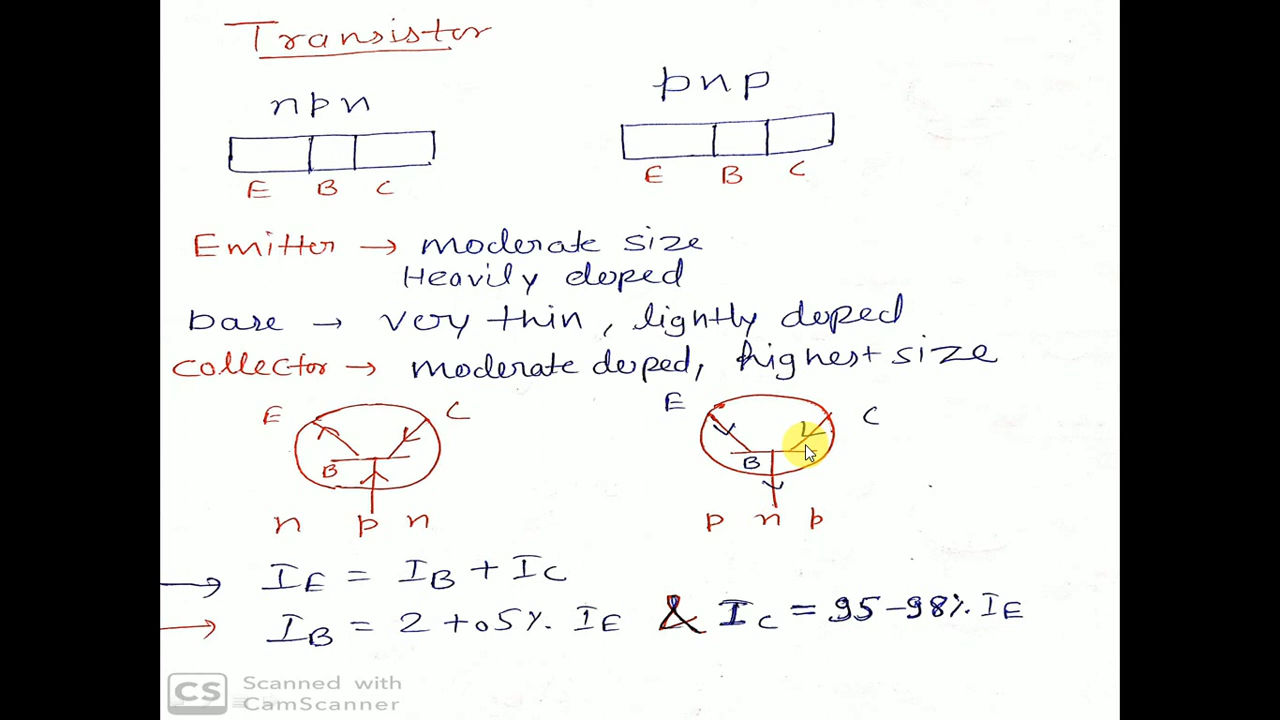 Transistor
npn
pnp
E B C
E B C
Emitter → moderate size
Heavily doped
base → very thin, lightly doped
Collector → moderate doped, highest size
E C
B
n p n
E C
B
p n p
→ IE = IB + IC
→ IB = 2 to 5% IE & IC = 95-98% IE
CS Scanned with
CamScanner